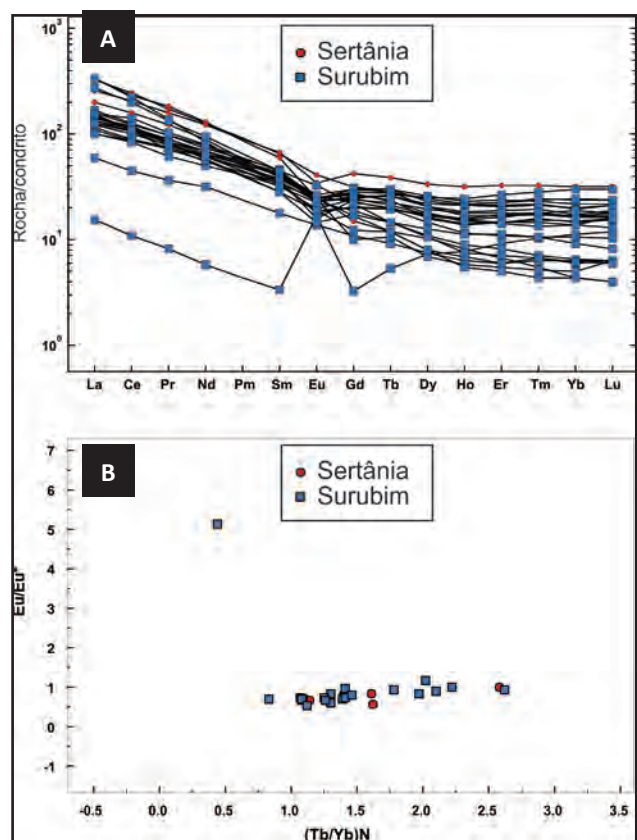 A
Sertânia
Surubim
10³
10²
10¹
10⁰
Rocha/condrito
La Ce Pr Nd Pm Sm Eu Gd Tb Dy Ho Er Tm Yb Lu
B
Sertânia
Surubim
7
6
5
4
3
2
1
0
-1
Eu/Eu*
-0.5 0.0 0.5 1.0 1.5 2.0 2.5 3.0 3.5
(Tb/Yb)N